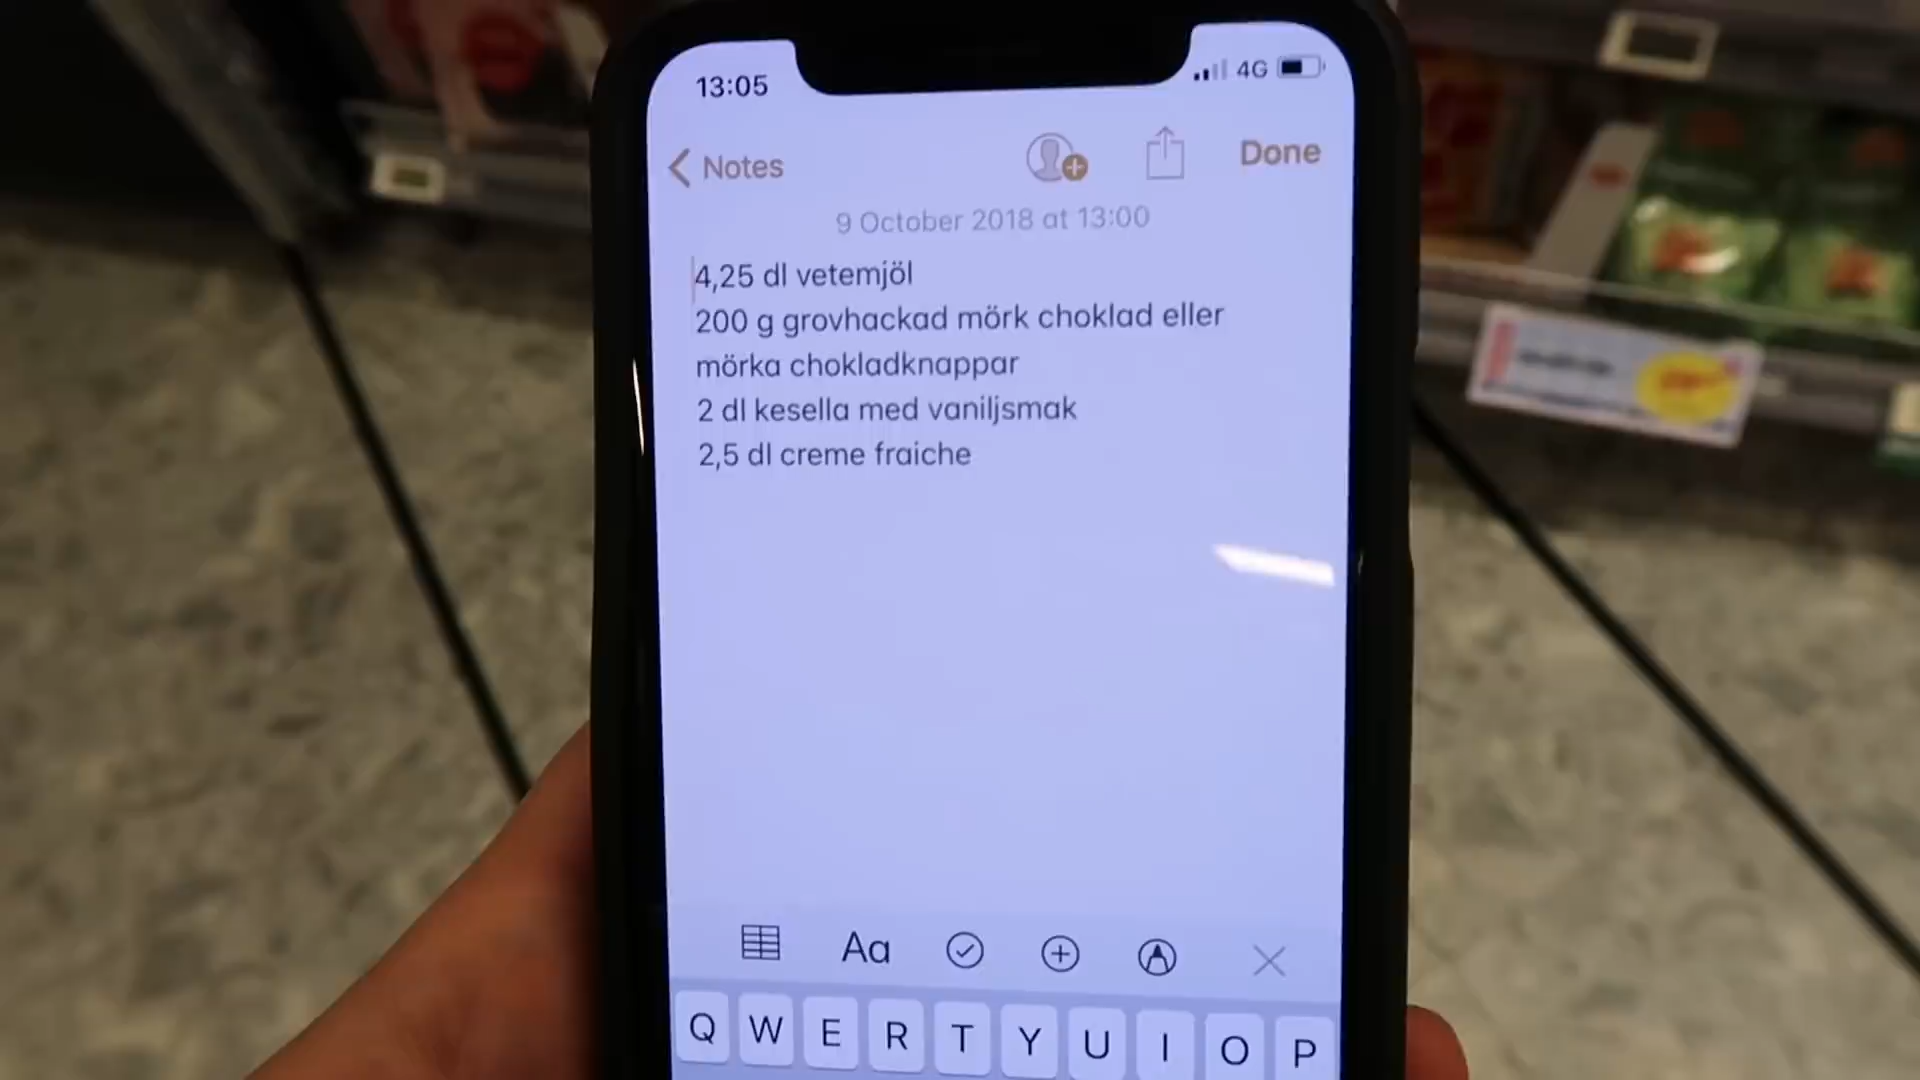 13:05 4G
Notes Done
9 October 2018 at 13:00
4,25 dl vetemjöl
200 g grovhackad mörk choklad eller
mörka chokladknappar
2 dl kesella med vaniljsmak
2,5 dl creme fraiche
Aa
Q W E R T Y U I O P